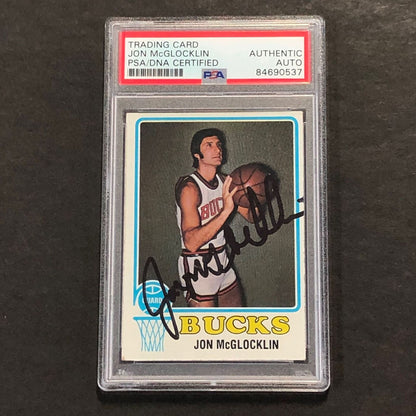 TRADING CARD
JON McGLOCKLIN
PSA/DNA CERTIFIED
AUTHENTIC
AUTO
84690537
PSA
BUCKS
GUARD
BUCKS
JON McGLOCKLIN